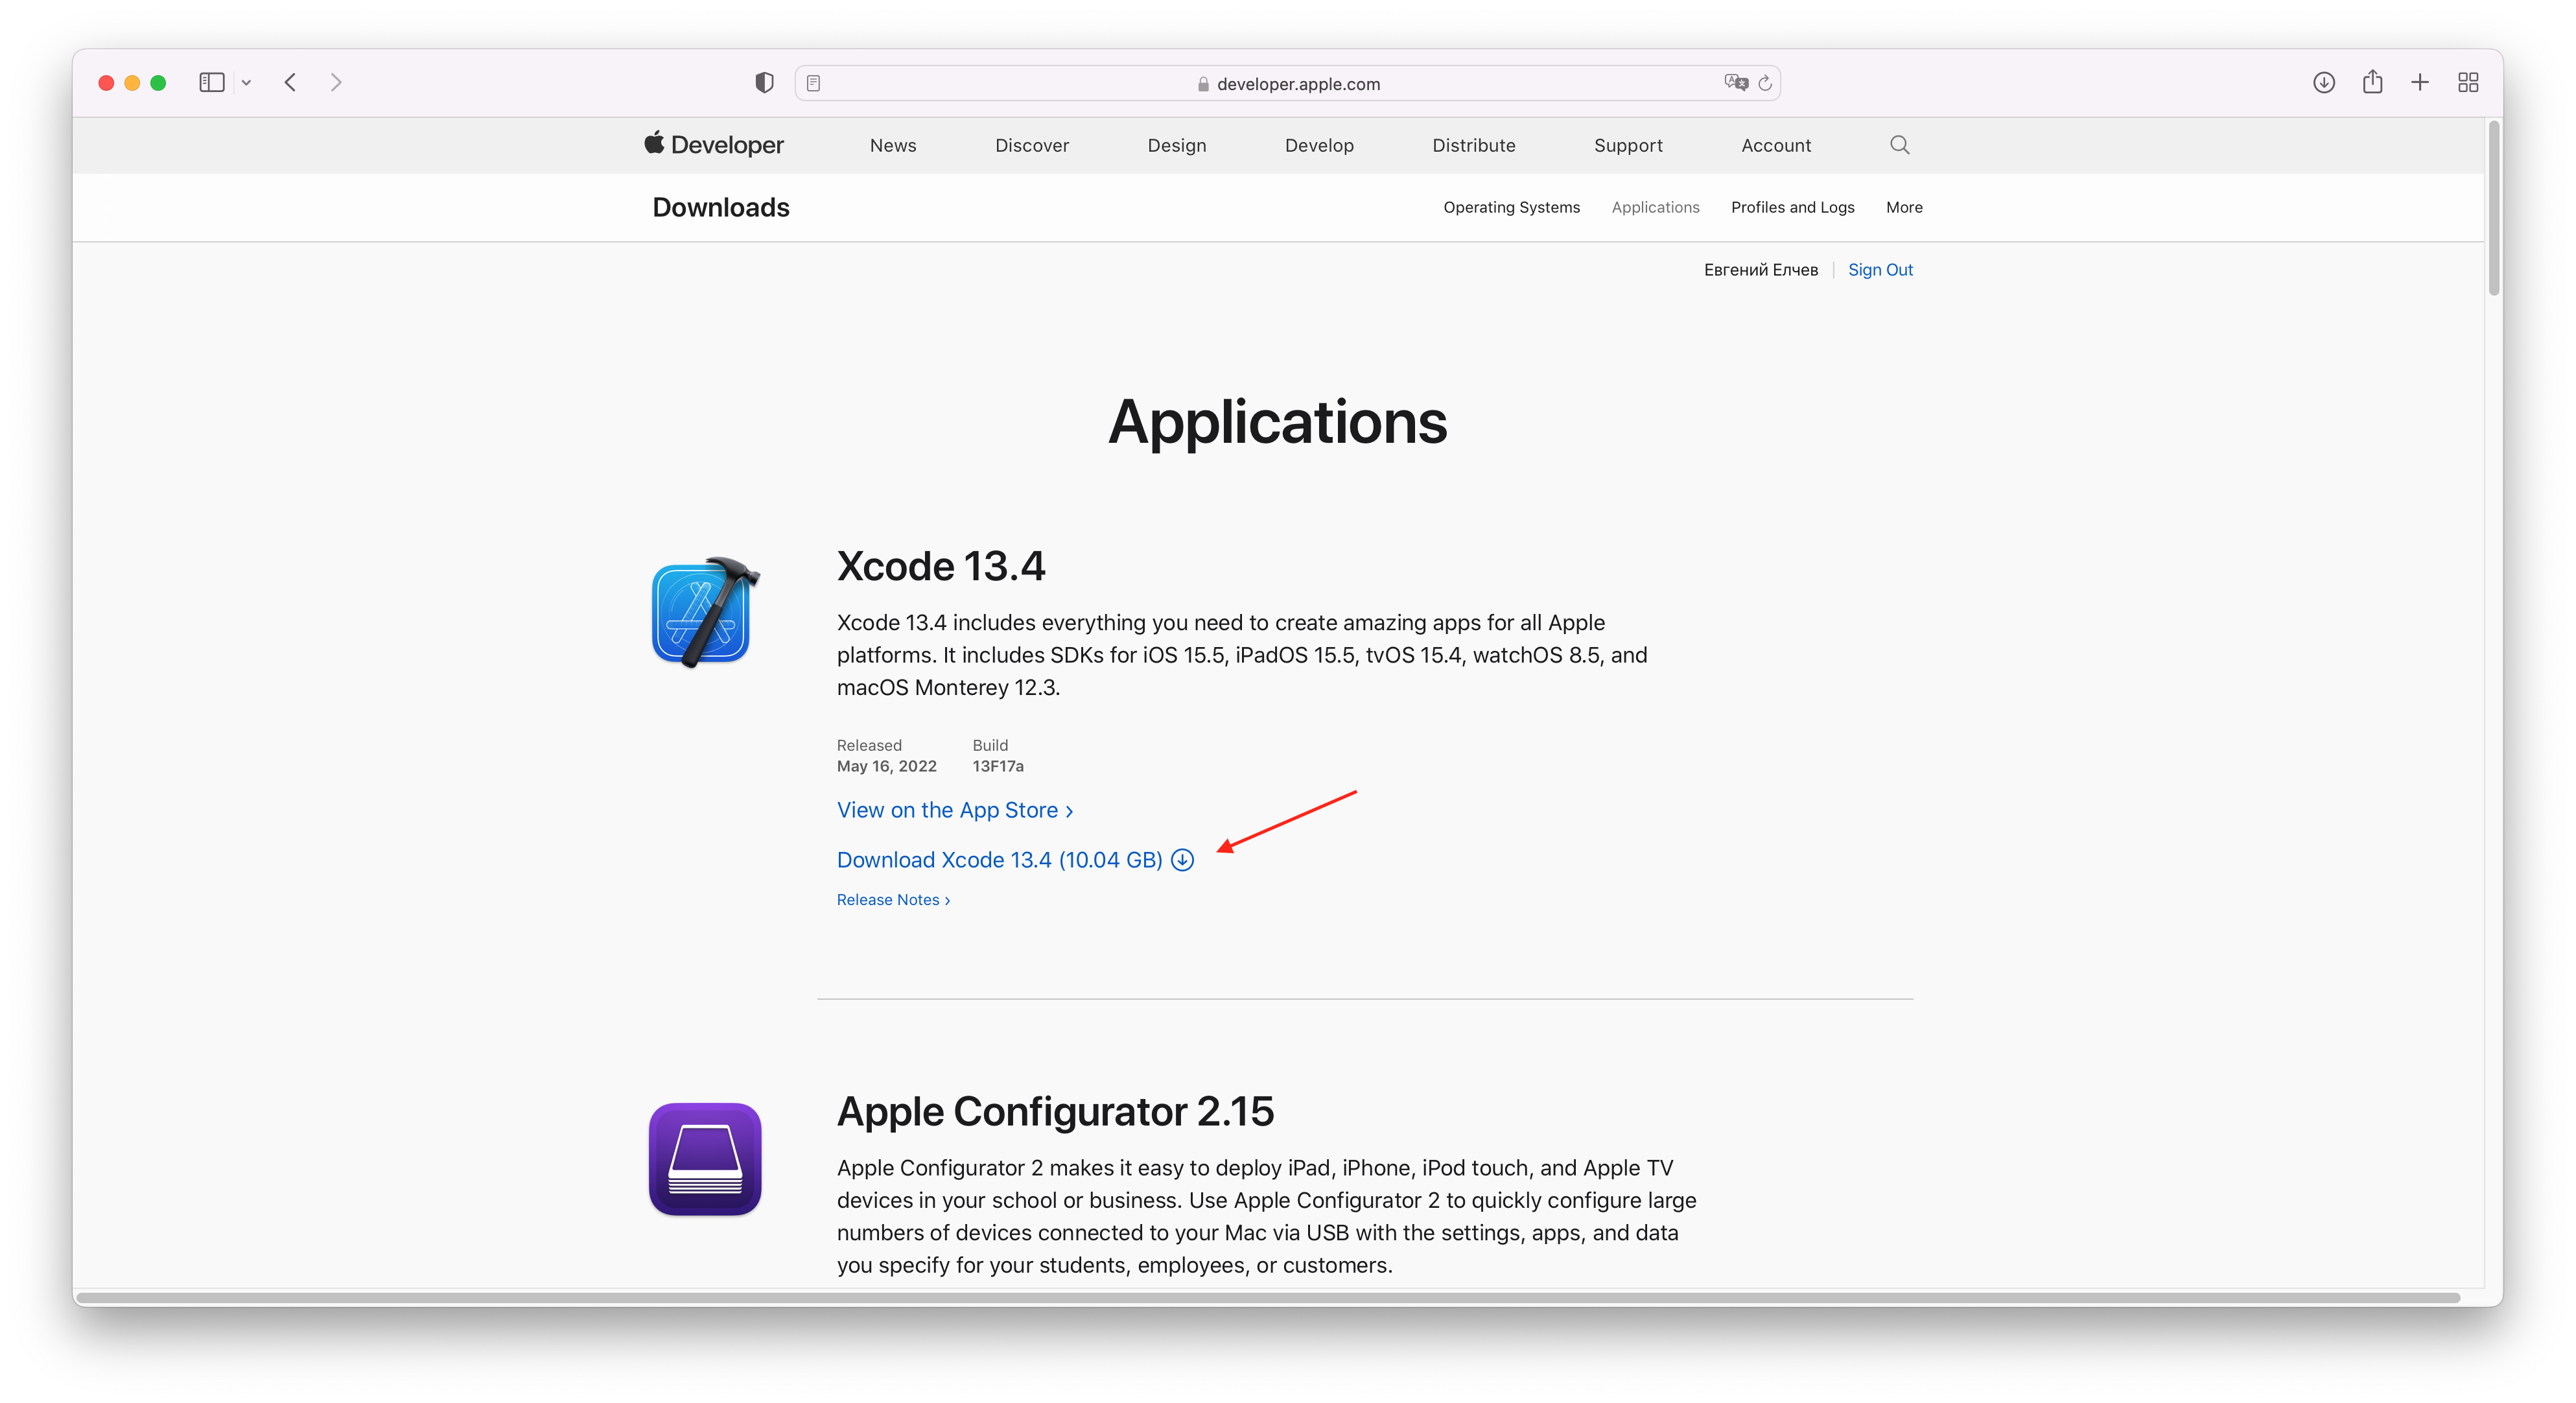 developer.apple.com
Developer News Discover Design Develop Distribute Support Account
Downloads Operating Systems Applications Profiles and Logs More
Евгений Елчев Sign Out
Applications
Xcode 13.4
Xcode 13.4 includes everything you need to create amazing apps for all Apple
platforms. It includes SDKs for iOS 15.5, iPadOS 15.5, tvOS 15.4, watchOS 8.5, and
macOS Monterey 12.3.
Released Build
May 16, 2022 13F17a
View on the App Store ›
Download Xcode 13.4 (10.04 GB)
Release Notes ›
Apple Configurator 2.15
Apple Configurator 2 makes it easy to deploy iPad, iPhone, iPod touch, and Apple TV
devices in your school or business. Use Apple Configurator 2 to quickly configure large
numbers of devices connected to your Mac via USB with the settings, apps, and data
you specify for your students, employees, or customers.